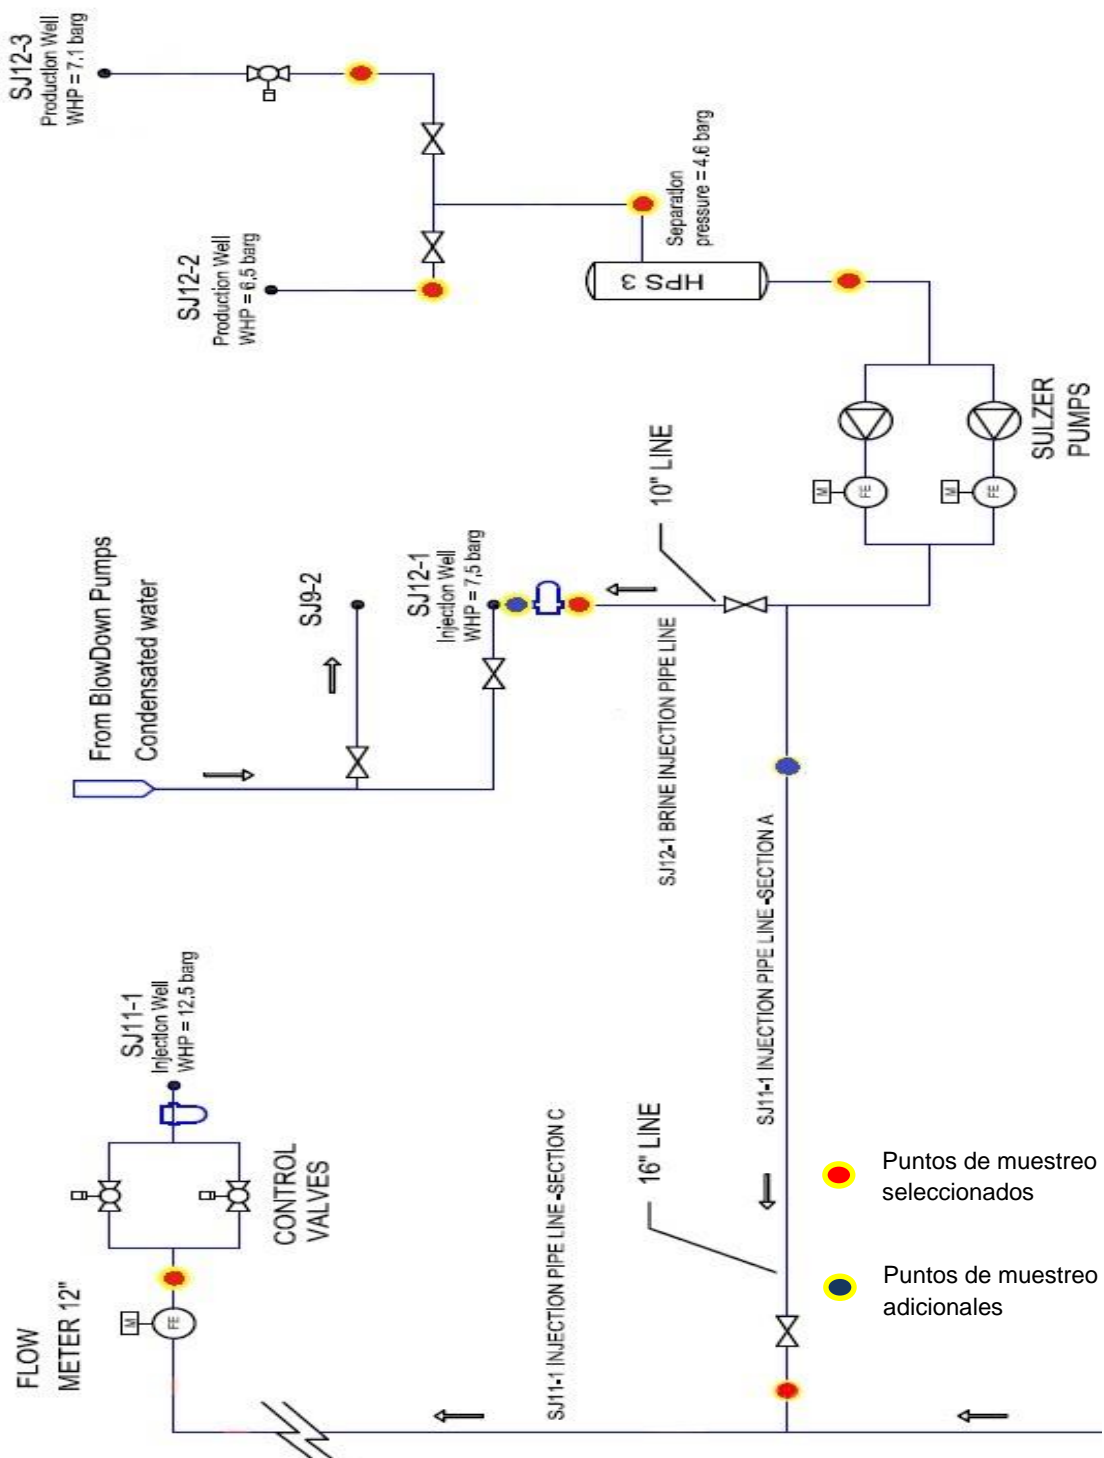 SJ12-3
Production Well
WHP = 7,1 barg
SJ12-2
Production Well
WHP = 6,5 barg
Separation
pressure = 4.6 barg
HPS 3
SULZER
PUMPS
M
FE
M
FE
10" LINE
From BlowDown Pumps
Condensated water
SJ9-2
SJ12-1
Injection Well
WHP = 7,5 barg
SJ12-1 BRINE INJECTION PIPE LINE
SJ11-1 INJECTION PIPE LINE -SECTION A
SJ11-1
Injection Well
WHP = 12,5 barg
CONTROL
VALVES
FLOW
METER 12"
M
FE
SJ11-1 INJECTION PIPE LINE -SECTION C
16" LINE
Puntos de muestreo
seleccionados
Puntos de muestreo
adicionales